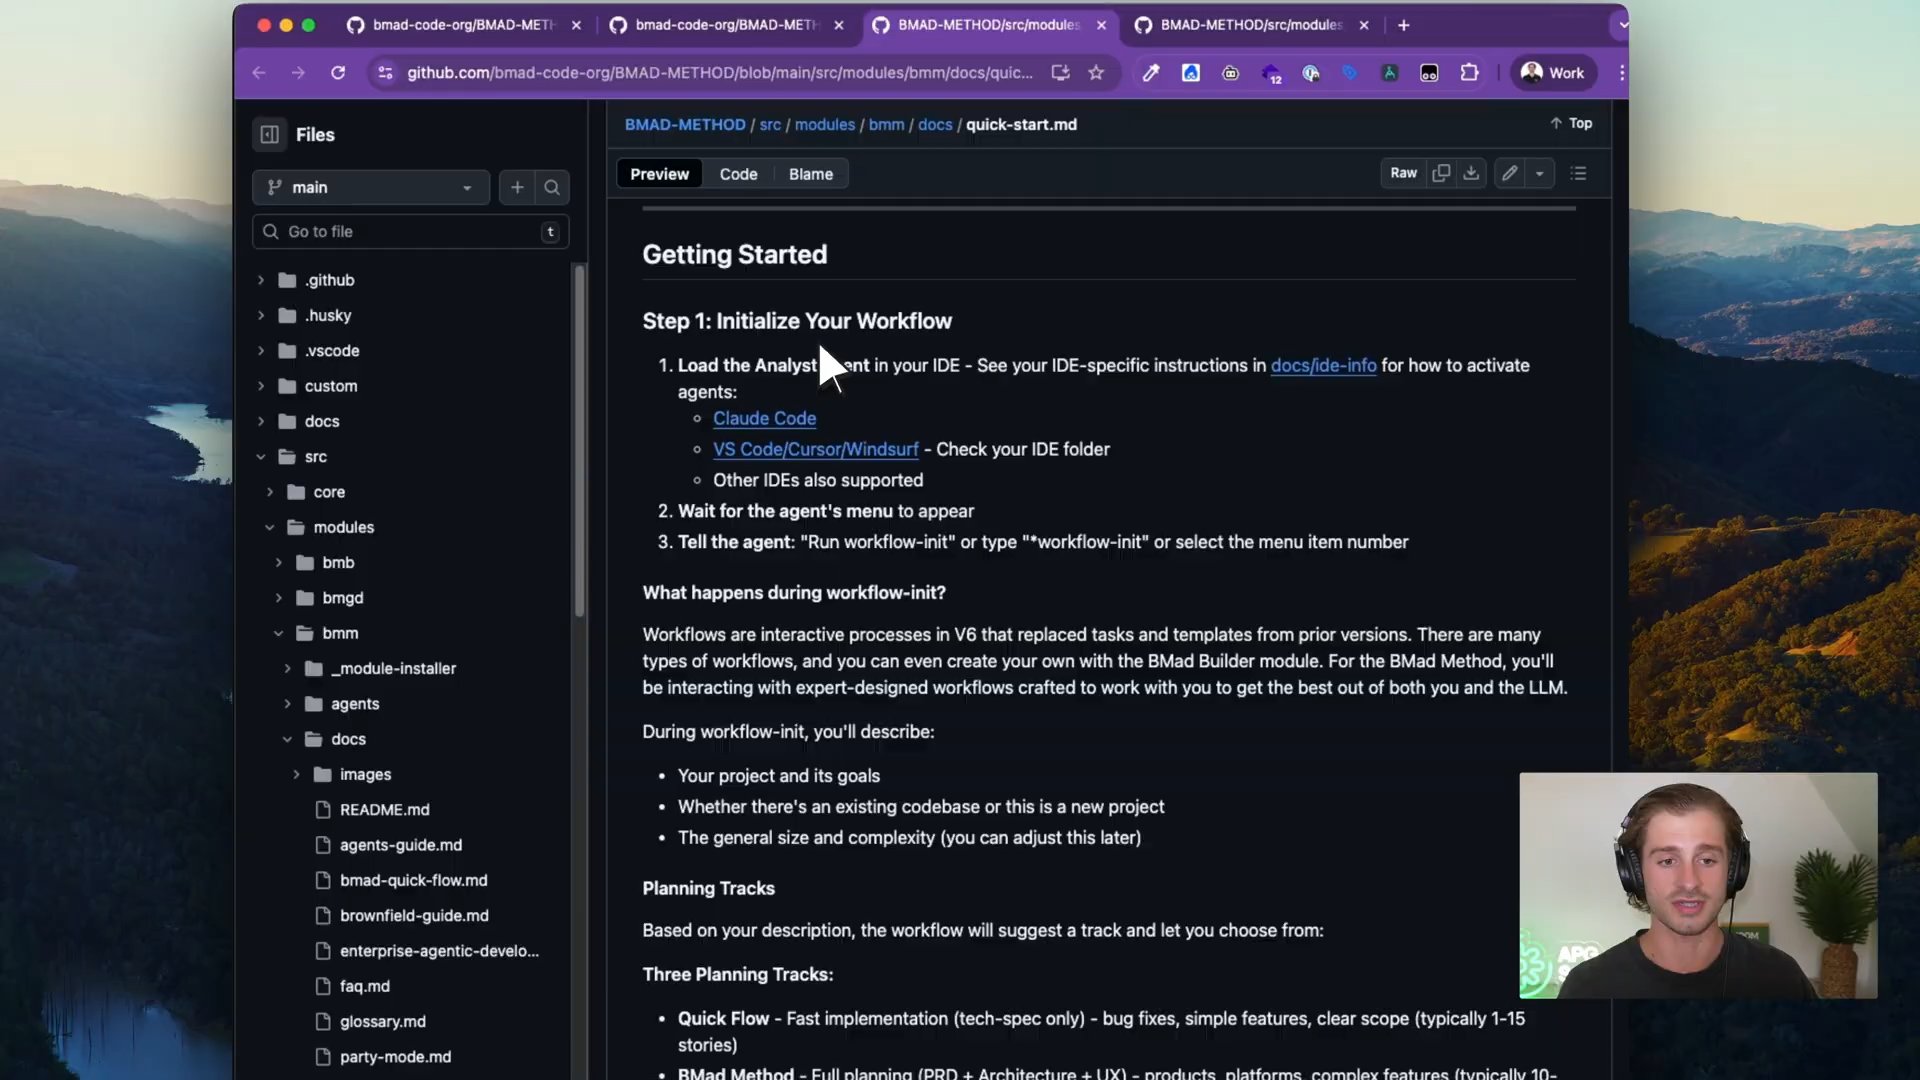 bmad-code-org/BMAD-METH
bmad-code-org/BMAD-METH
BMAD-METHOD/src/modules
BMAD-METHOD/src/modules
github.com/bmad-code-org/BMAD-METHOD/blob/main/src/modules/bmm/docs/quic...
12
Work
Files
main
Go to file
t
.github
.husky
.vscode
custom
docs
src
core
modules
bmb
bmgd
bmm
_module-installer
agents
docs
images
README.md
agents-guide.md
bmad-quick-flow.md
brownfield-guide.md
enterprise-agentic-develo...
faq.md
glossary.md
party-mode.md
BMAD-METHOD / src / modules / bmm / docs / quick-start.md
Top
Preview
Code
Blame
Raw
Getting Started
Step 1: Initialize Your Workflow
1. Load the Analyst ent in your IDE - See your IDE-specific instructions in docs/ide-info for how to activate
agents:
Claude Code
VS Code/Cursor/Windsurf - Check your IDE folder
Other IDEs also supported
2. Wait for the agent's menu to appear
3. Tell the agent: "Run workflow-init" or type "*workflow-init" or select the menu item number
What happens during workflow-init?
Workflows are interactive processes in V6 that replaced tasks and templates from prior versions. There are many
types of workflows, and you can even create your own with the BMad Builder module. For the BMad Method, you'll
be interacting with expert-designed workflows crafted to work with you to get the best out of both you and the LLM.
During workflow-init, you'll describe:
• Your project and its goals
• Whether there's an existing codebase or this is a new project
• The general size and complexity (you can adjust this later)
Planning Tracks
Based on your description, the workflow will suggest a track and let you choose from:
Three Planning Tracks:
• Quick Flow - Fast implementation (tech-spec only) - bug fixes, simple features, clear scope (typically 1-15
stories)
• BMad Method - Full planning (PRD + Architecture + UX) - products, platforms, complex features (typically 10-